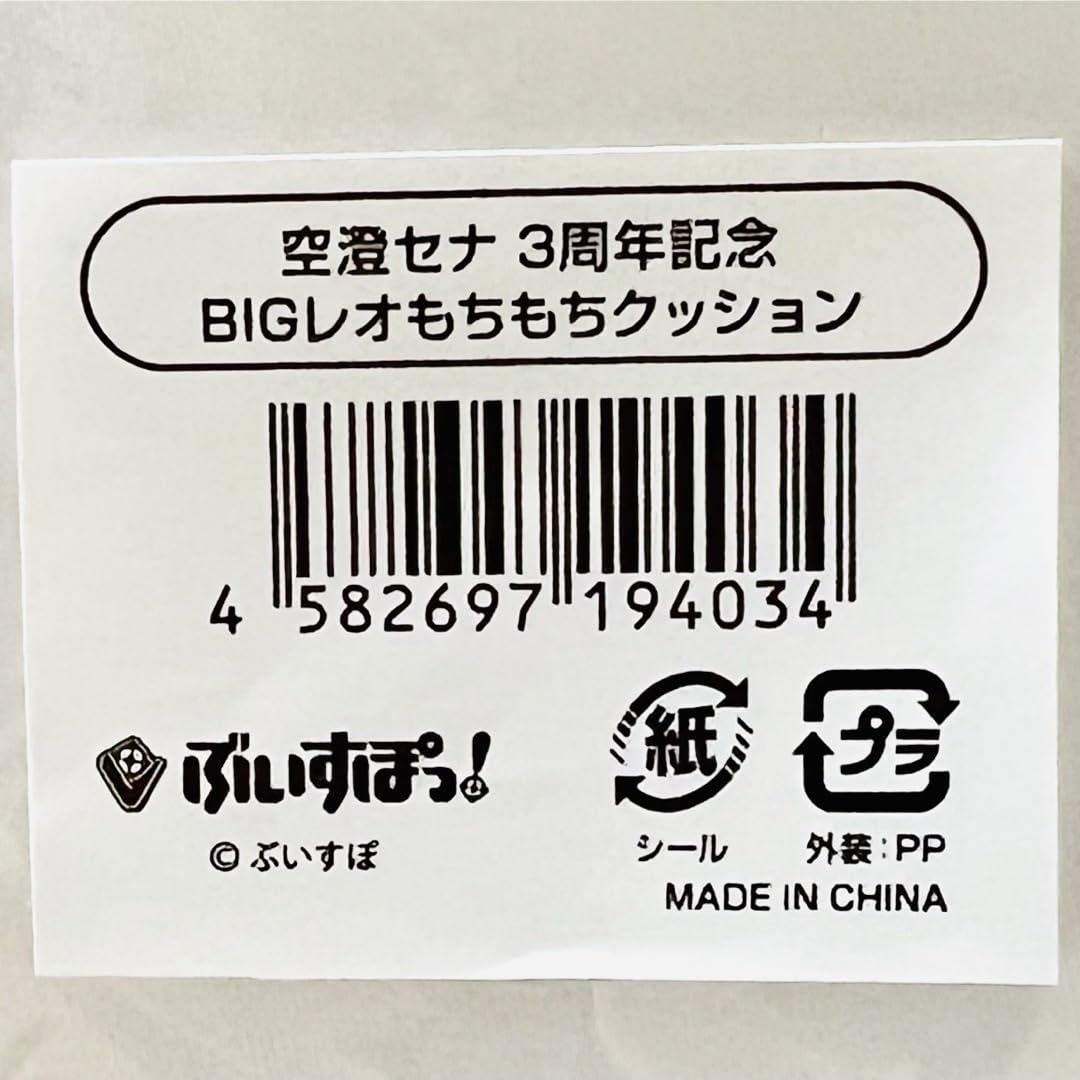 空澄セナ 3周年記念
BIGレオもちもちクッション
4 582697 194034
ぶいすぽっ!
© ぶいすぽ
紙
シール
プラ
外装：PP
MADE IN CHINA